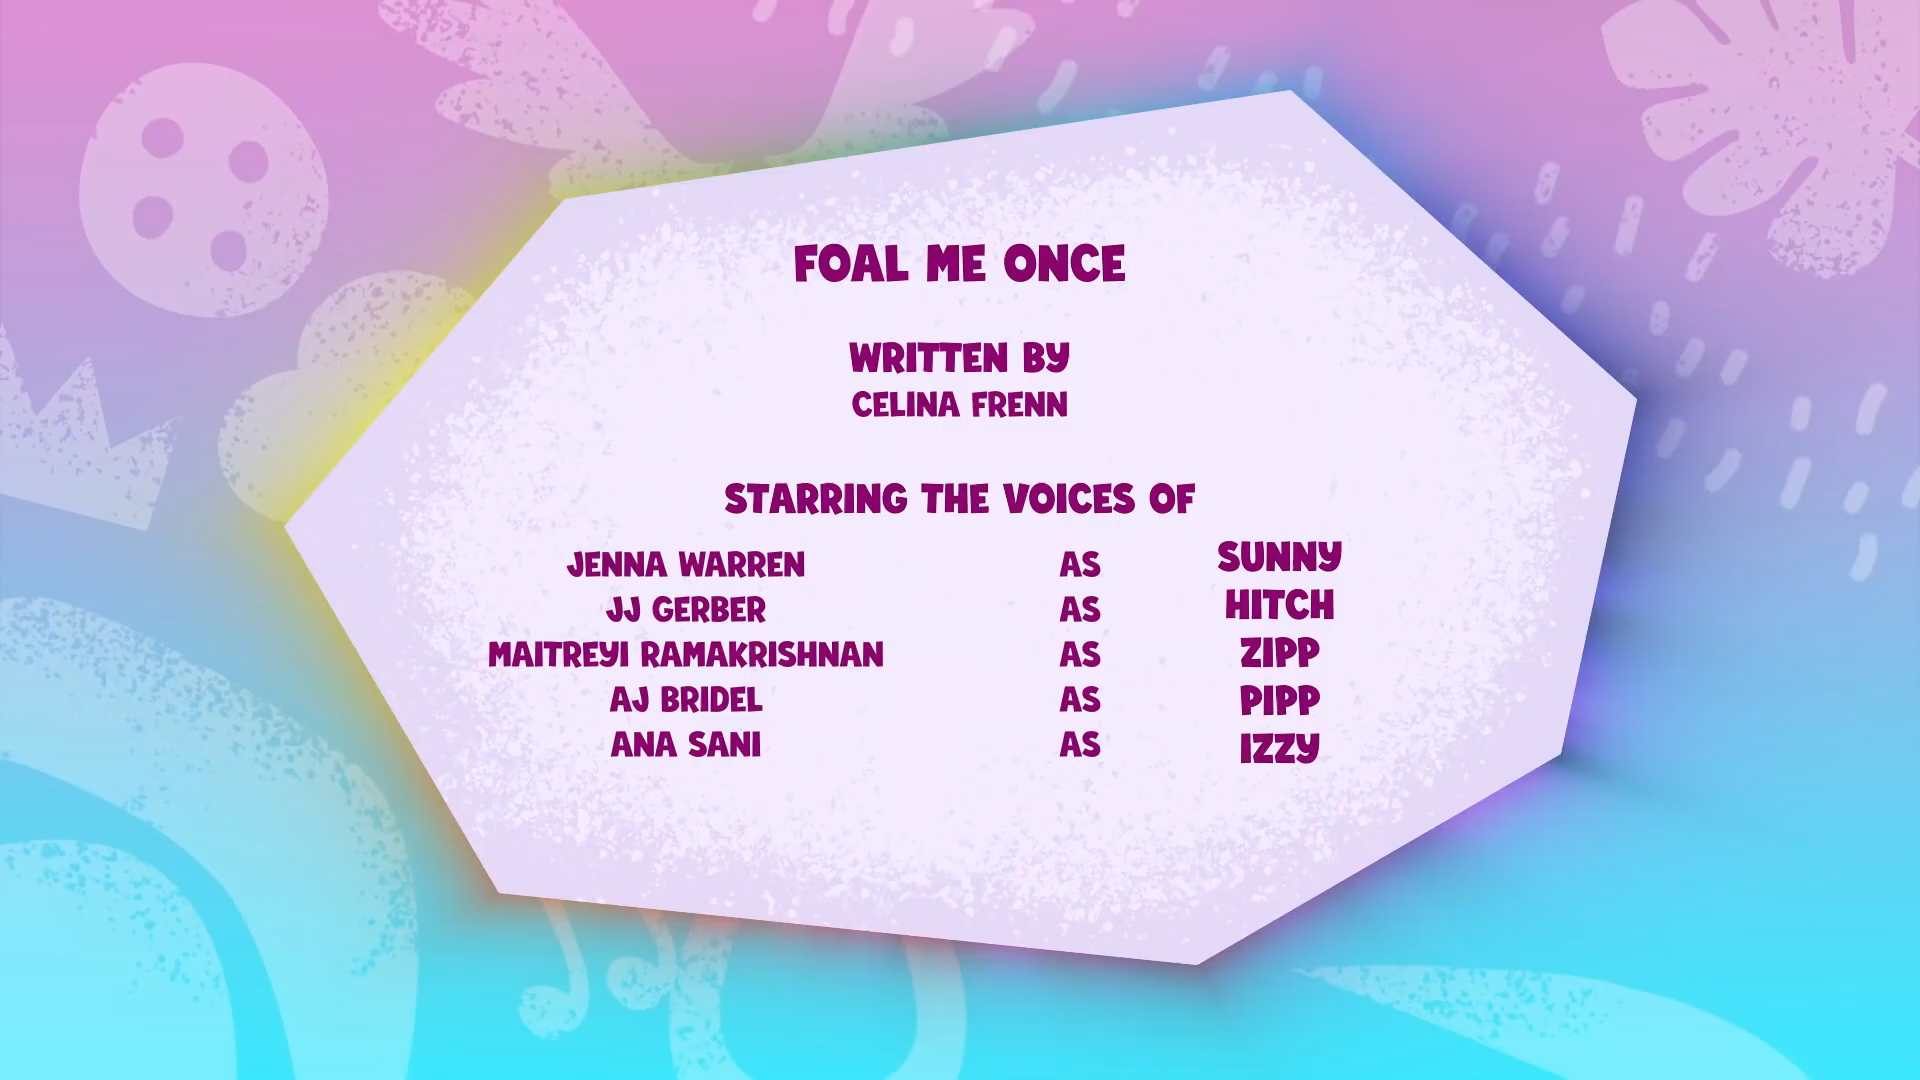 FOAL ME ONCE
WRITTEN BY
CELINA FRENN
STARRING THE VOICES OF
JENNA WARREN AS SUNNY
JJ GERBER AS HITCH
MAITREYI RAMAKRISHNAN AS ZIPP
AJ BRIDEL AS PIPP
ANA SANI AS IZZY